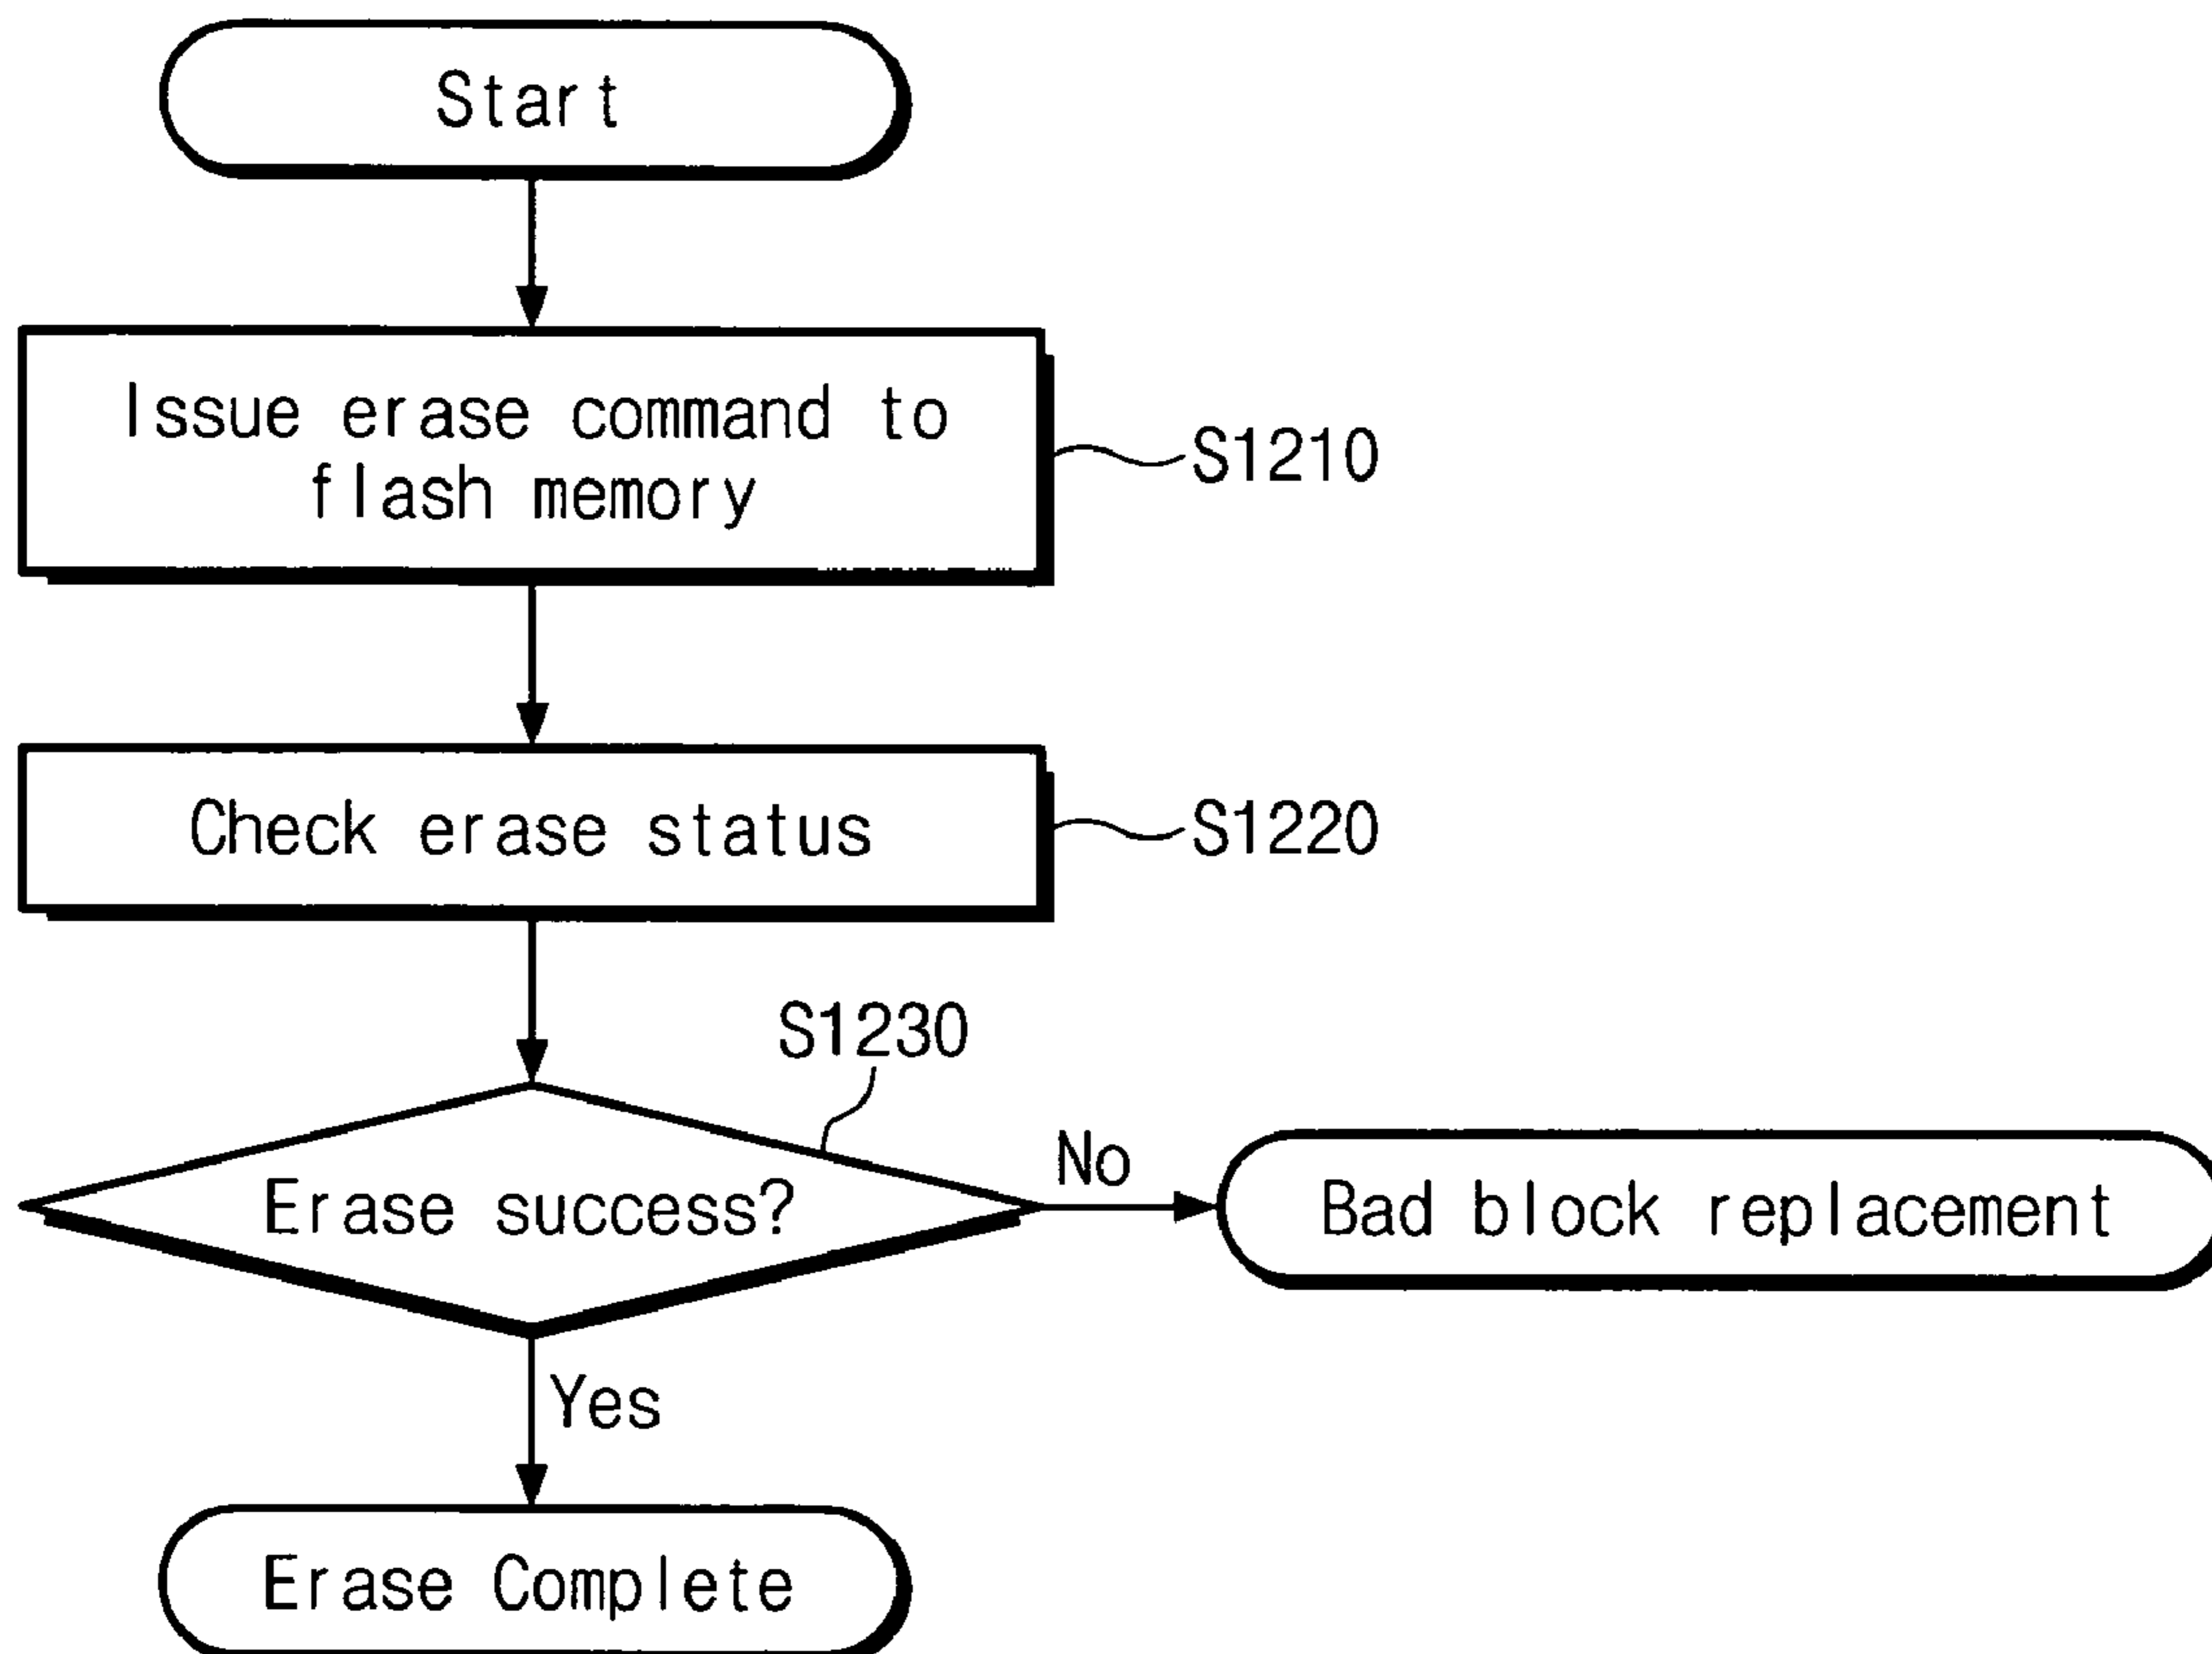 Start
Issue erase command to
flash memory
S1210
Check erase status
S1220
S1230
Erase success?
No
Bad block replacement
Yes
Erase Complete